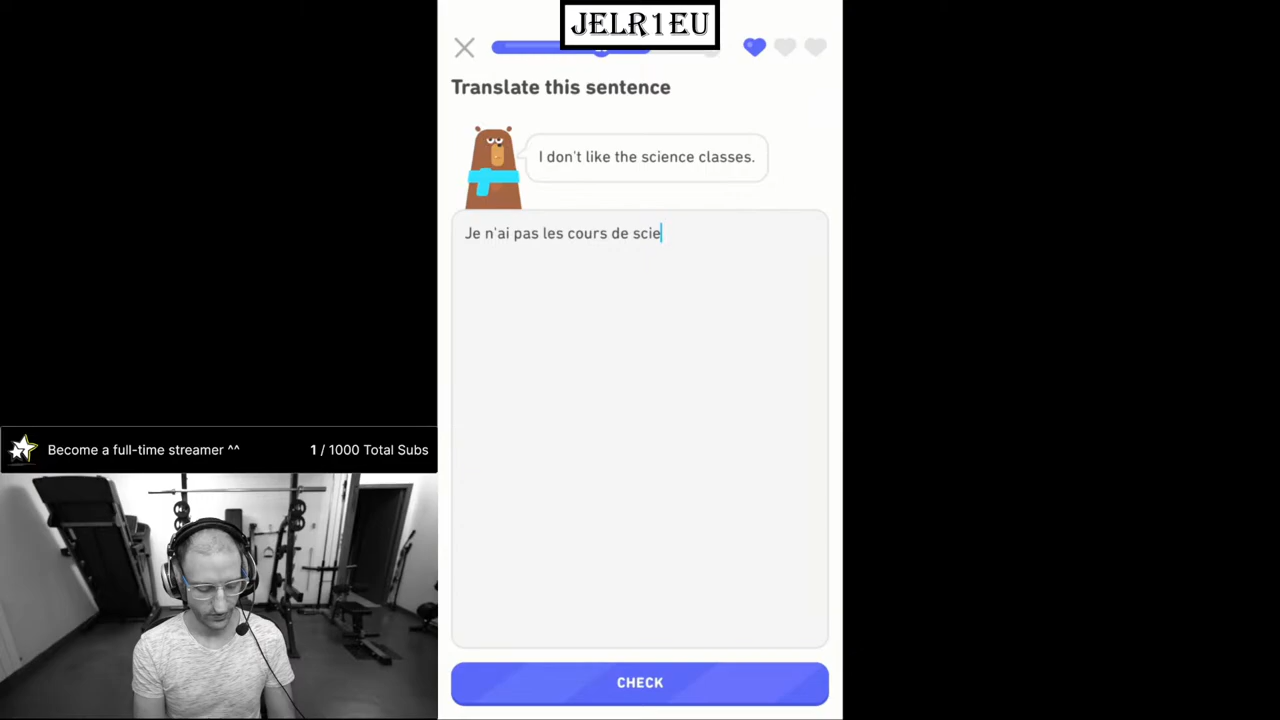 JELR1EU
Translate this sentence
I don't like the science classes.
Je n'ai pas les cours de scie
Become a full-time streamer ^^ 1 / 1000 Total Subs
CHECK